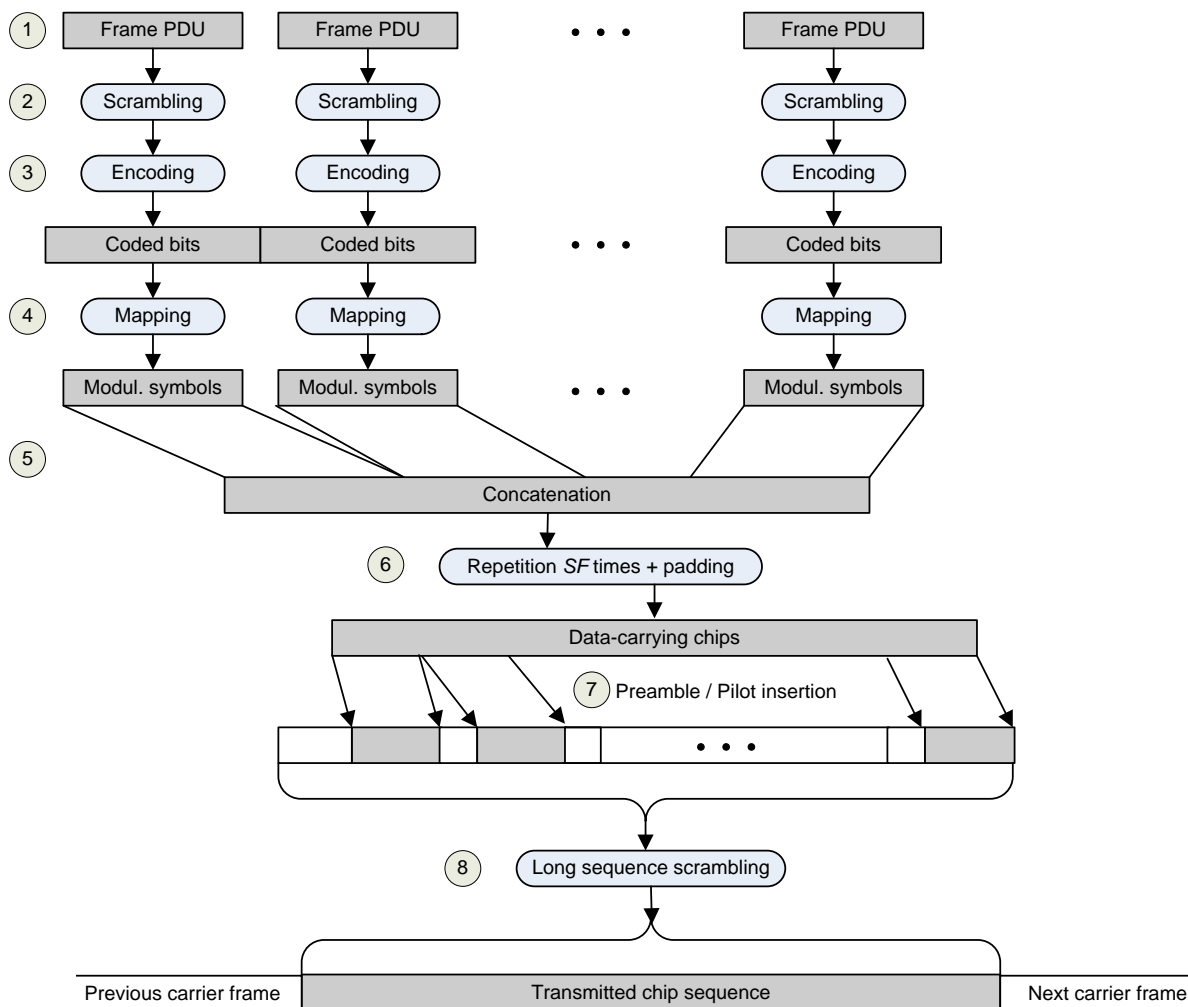 1 Frame PDU Frame PDU • • • Frame PDU
2 Scrambling Scrambling Scrambling
3 Encoding Encoding Encoding
Coded bits Coded bits • • • Coded bits
4 Mapping Mapping Mapping
Modul. symbols Modul. symbols • • • Modul. symbols
5
Concatenation
6 Repetition SF times + padding
Data-carrying chips
7 Preamble / Pilot insertion
• • •
8 Long sequence scrambling
Previous carrier frame Transmitted chip sequence Next carrier frame